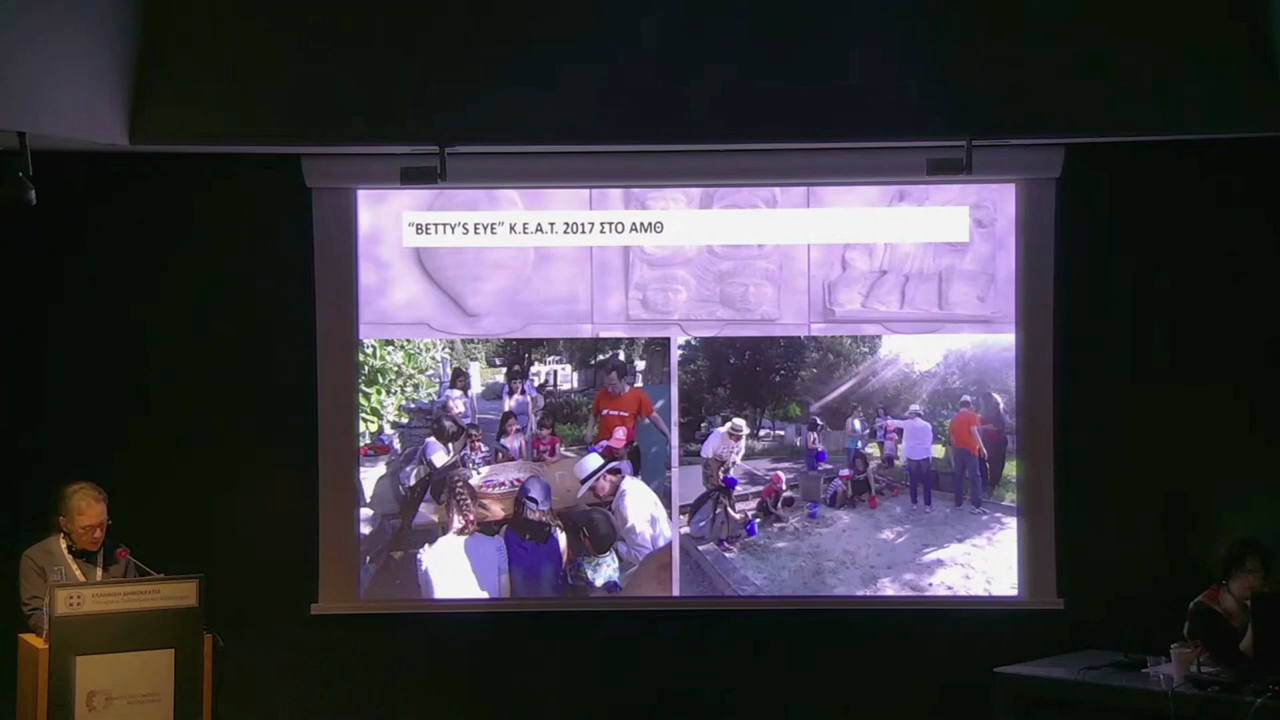 “BETTY’S EYE” Κ.Ε.Α.Τ. 2017 ΣΤΟ ΑΜΘ
ΕΛΛΗΝΙΚΗ ΔΗΜΟΚΡΑΤΙΑ